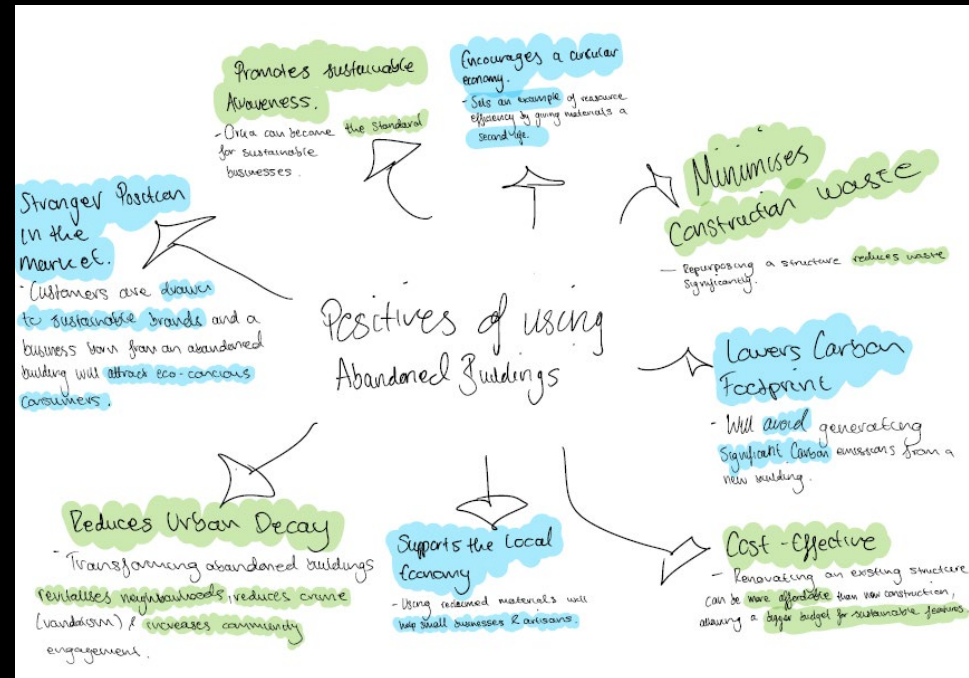 Positives of using
Abandoned Buildings
Promotes sustainable
Awareness.
- Orka can become the standard
for sustainable
businesses.
Encourages a circular
economy.
- Sets an example of reasource
efficiency by giving materials a
second life.
Minimises
Construction waste
- Repurposing a structure reduces waste
significantly.
Lowers Carbon
Footprint
- Will avoid generating
Significant Carbon emissions from a
new building.
Cost-Effective
- Renovating an existing structure
can be more affordable than new construction,
allowing a bigger budget for sustainable features.
Supports the Local
Economy
- Using reclaimed materials will
help small businesses & artisans.
Reduces Urban Decay
- Transforming abandoned buildings
revitalises neighbourhoods, reduces crime
(vandalism) & increases community
engagement.
Stronger Position
in the
market.
- Customers are drawn
to sustainable brands and a
business born from an abandoned
building will attract eco-concious
consumers.